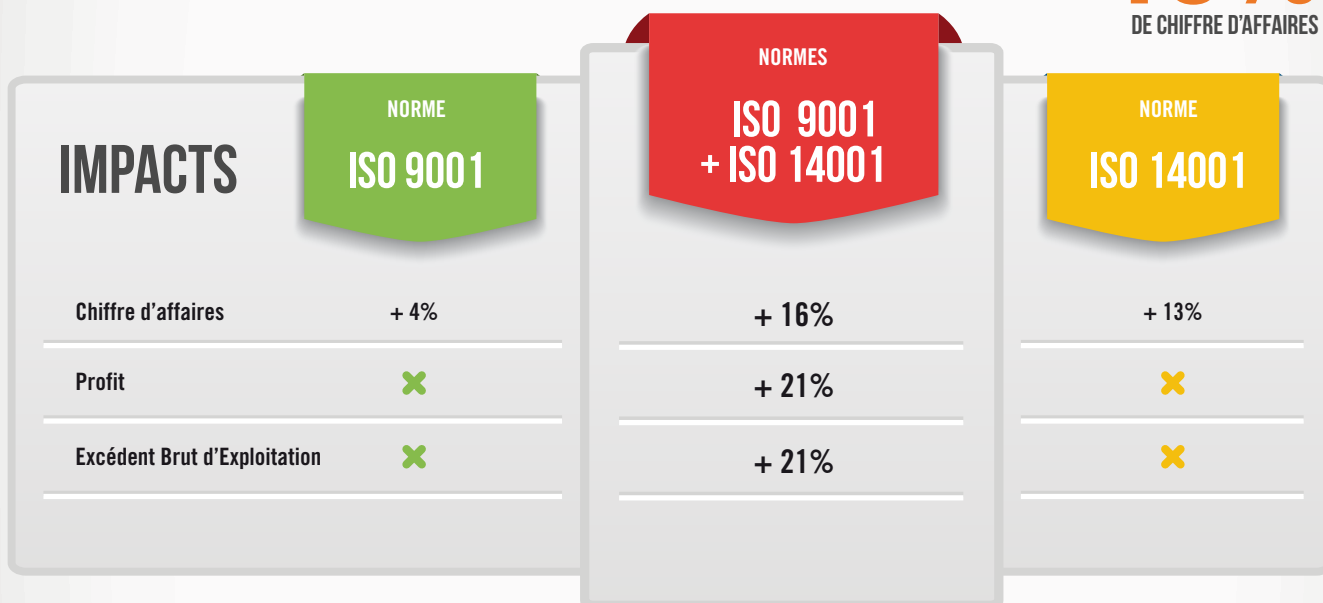 DE CHIFFRE D'AFFAIRES
IMPACTS
NORME
ISO 9001
NORMES
ISO 9001
+ ISO 14001
NORME
ISO 14001
Chiffre d'affaires + 4% + 16% + 13%
Profit + 21%
Excédent Brut d'Exploitation + 21%